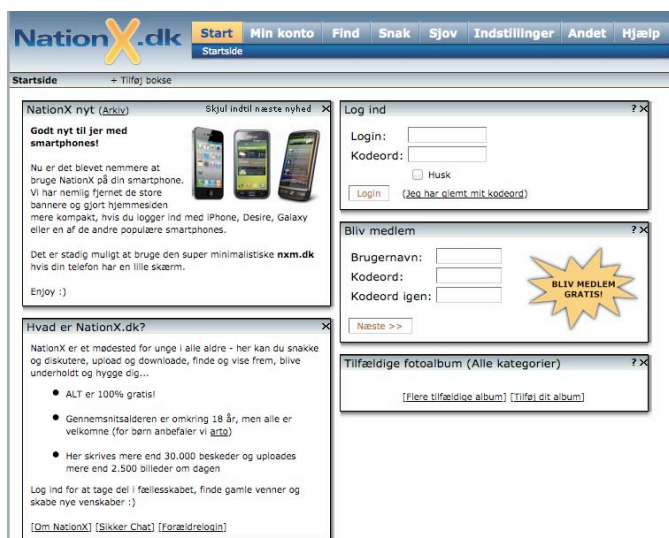 NationX.dk
Start Min konto Find Snak Sjov Indstillinger Andet Hjælp
Startside
Startside + Tilføj bokse
NationX nyt (Arkiv) Skjul indtil næste nyhed X
Godt nyt til jer med
smartphones!
Nu er det blevet nemmere at
bruge NationX på din smartphone.
Vi har nemlig fjernet de store
bannere og gjort hjemmesiden
mere kompakt, hvis du logger ind med iPhone, Desire, Galaxy
eller en af de andre populære smartphones.
Det er stadig muligt at bruge den super minimalistiske nxm.dk
hvis din telefon har en lille skærm.
Enjoy :)
Hvad er NationX.dk? X
NationX er et mødested for unge i alle aldre - her kan du snakke
og diskutere, upload og downloade, finde og vise frem, blive
underholdt og hygge dig...
• ALT er 100% gratis!
• Gennemsnitsalderen er omkring 18 år, men alle er
velkomne (for børn anbefaler vi arto)
• Her skrives mere end 30.000 beskeder og uploades
mere end 2.500 billeder om dagen
Log ind for at tage del i fællesskabet, finde gamle venner og
skabe nye venskaber :)
[Om NationX] [Sikker Chat] [Forældrelogin]
Log ind ? X
Login:
Kodeord:
Husk
Login (Jeg har glemt mit kodeord)
Bliv medlem ? X
Brugernavn:
Kodeord:
Kodeord igen:
BLIV MEDLEM
GRATIS!
Næste >>
Tilfældige fotoalbum (Alle kategorier) ? X
[Flere tilfældige album] [Tilføj dit album]